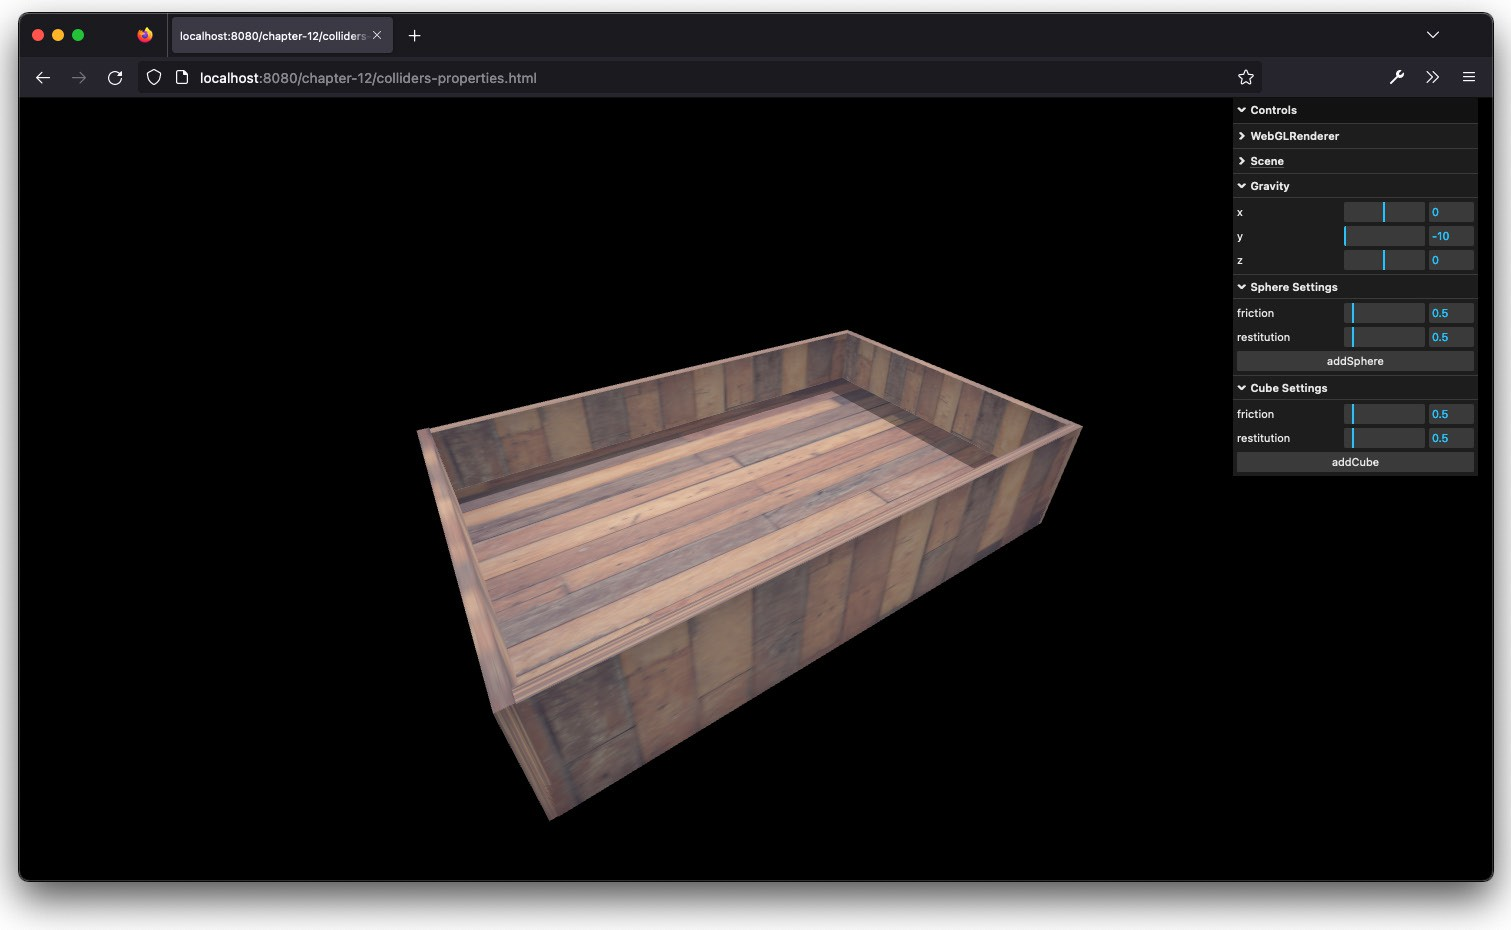 localhost:8080/chapter-12/colliders-
localhost:8080/chapter-12/colliders-properties.html
Controls
WebGLRenderer
Scene
Gravity
x 0
y -10
z 0
Sphere Settings
friction 0.5
restitution 0.5
addSphere
Cube Settings
friction 0.5
restitution 0.5
addCube